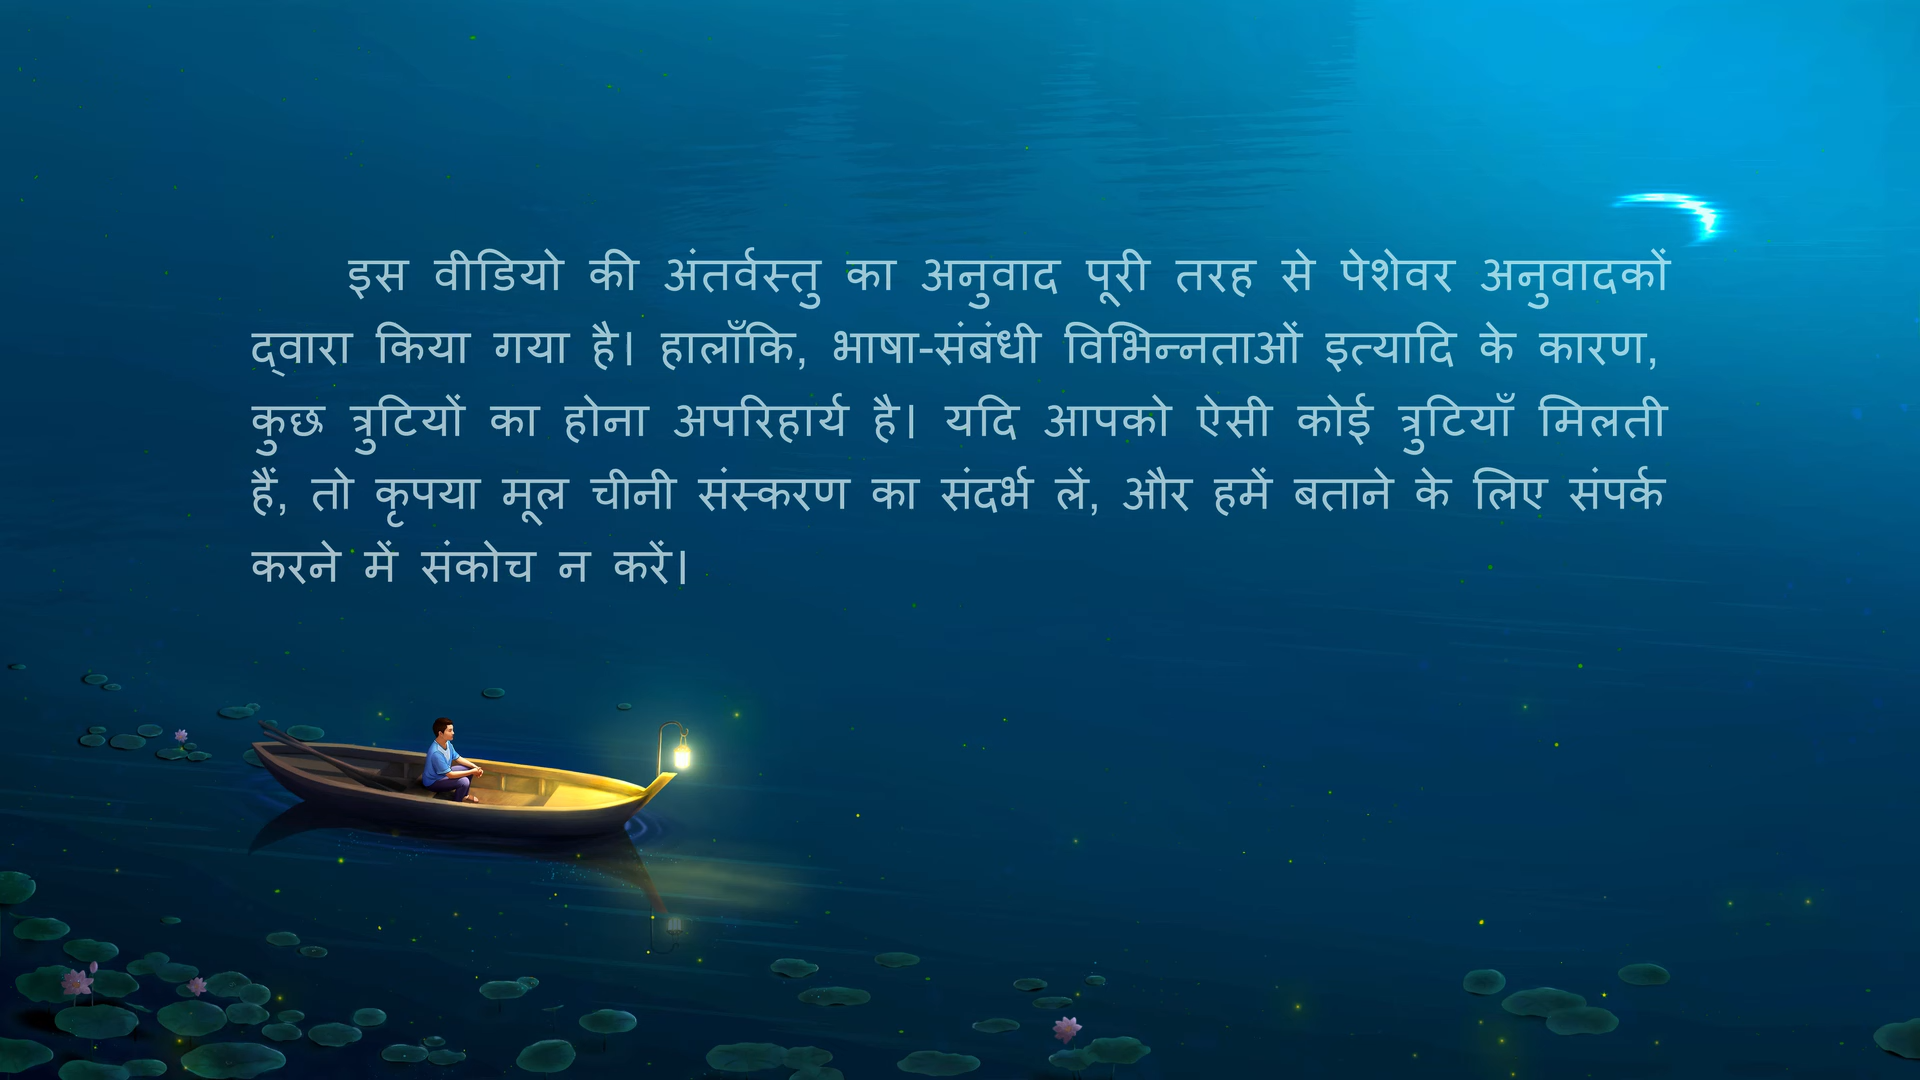 इस वीडियो की अंतर्वस्तु का अनुवाद पूरी तरह से पेशेवर अनुवादकों
द्वारा किया गया है। हालाँकि, भाषा-संबंधी विभिन्नताओं इत्यादि के कारण,
कुछ त्रुटियों का होना अपरिहार्य है। यदि आपको ऐसी कोई त्रुटियाँ मिलती
हैं, तो कृपया मूल चीनी संस्करण का संदर्भ लें, और हमें बताने के लिए संपर्क
करने में संकोच न करें।